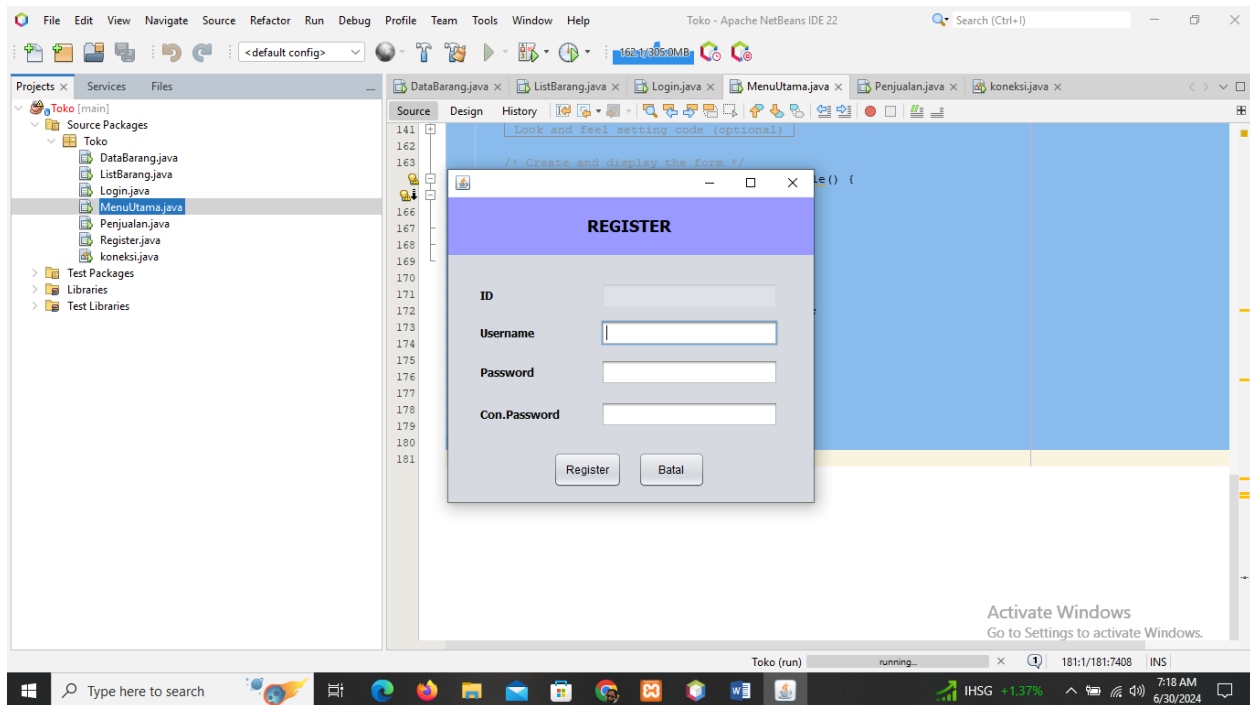 File Edit View Navigate Source Refactor Run Debug Profile Team Tools Window Help Toko - Apache NetBeans IDE 22 Search (Ctrl+I)
<default config> 162.1/305.0MB
Projects Services Files
DataBarang.java ListBarang.java Login.java MenuUtama.java Penjualan.java koneksi.java
Source Design History
Toko [main]
Source Packages
Toko
DataBarang.java
ListBarang.java
Login.java
MenuUtama.java
Penjualan.java
Register.java
koneksi.java
Test Packages
Libraries
Test Libraries
141 Look and feel setting code (optional)
162
163 /* Create and display the form */
le() {
166
167
168
169
170
171
172 ;
173
174
175
176
177
178
179
180
181
REGISTER
ID
Username
Password
Con.Password
Register Batal
Activate Windows
Go to Settings to activate Windows.
Toko (run) running... 1 181:1/181:7408 INS
Type here to search IHSG +1,37% 7:18 AM
6/30/2024